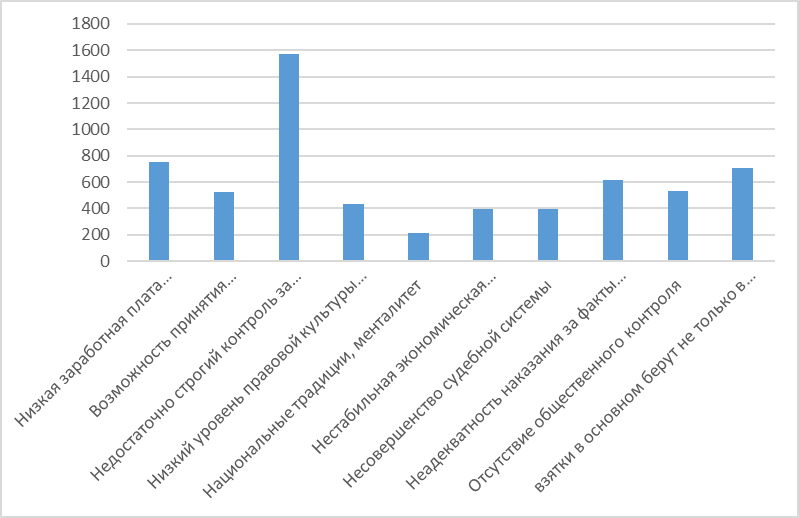 1800
1600
1400
1200
1000
800
600
400
200
0
Низкая заработная плата...
Возможность принятия...
Недостаточно строгий контроль за...
Низкий уровень правовой культуры...
Национальные традиции, менталитет
Нестабильная экономическая...
Несовершенство судебной системы
Неадекватность наказания за факты...
Отсутствие общественного контроля
взятки в основном берут не только в...